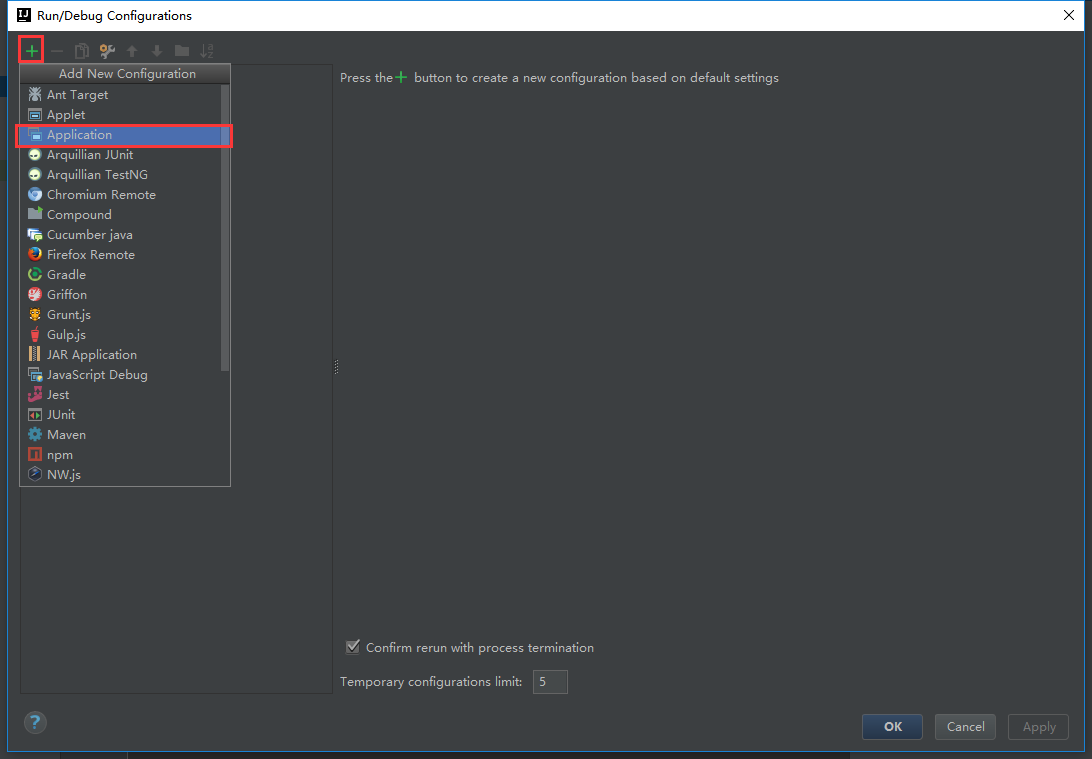 Run/Debug Configurations
Add New Configuration
Press the + button to create a new configuration based on default settings
Ant Target
Applet
Application
Arquillian JUnit
Arquillian TestNG
Chromium Remote
Compound
Cucumber java
Firefox Remote
Gradle
Griffon
Grunt.js
Gulp.js
JAR Application
JavaScript Debug
Jest
JUnit
Maven
npm
NW.js
Confirm rerun with process termination
Temporary configurations limit: 5
?
OK Cancel Apply